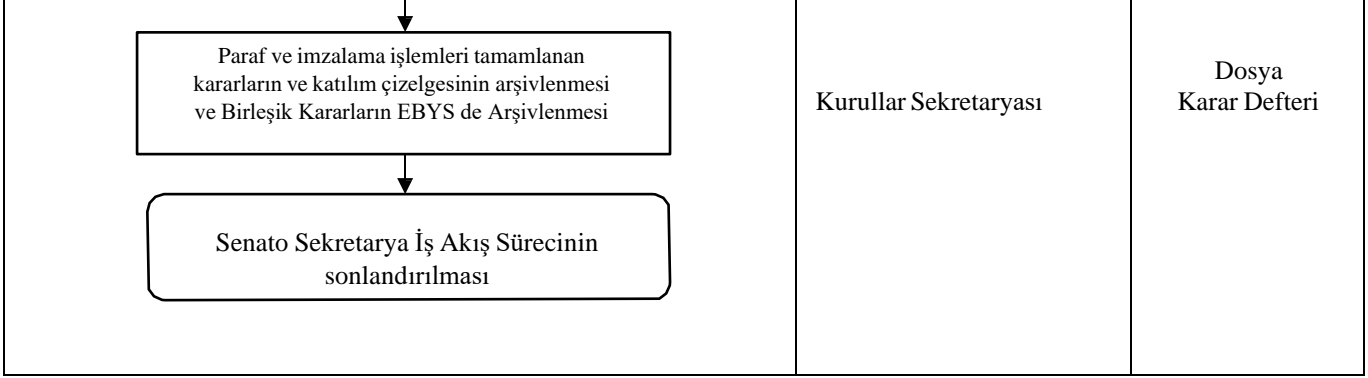 Paraf ve imzalama işlemleri tamamlanan
kararların ve katılım çizelgesinin arşivlenmesi
ve Birleşik Kararların EBYS de Arşivlenmesi
Kurullar Sekretaryası
Dosya
Karar Defteri
Senato Sekretarya İş Akış Sürecinin
sonlandırılması